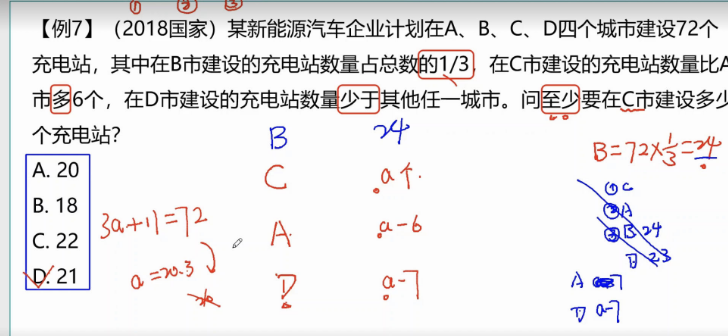 ① ② ③
【例7】（2018国家）某新能源汽车企业计划在A、B、C、D四个城市建设72个
充电站，其中在B市建设的充电站数量占总数的1/3，在C市建设的充电站数量比A
市多6个，在D市建设的充电站数量少于其他任一城市。问至少要在C市建设多少
个充电站？
A. 20
B. 18
C. 22
D. 21
B 24
C a个.
A a-6
D a-7
3a+11=72
a=20.3
B=72×1/3=24
① C
② A
③ B 24
B 23
A 7
D a-7